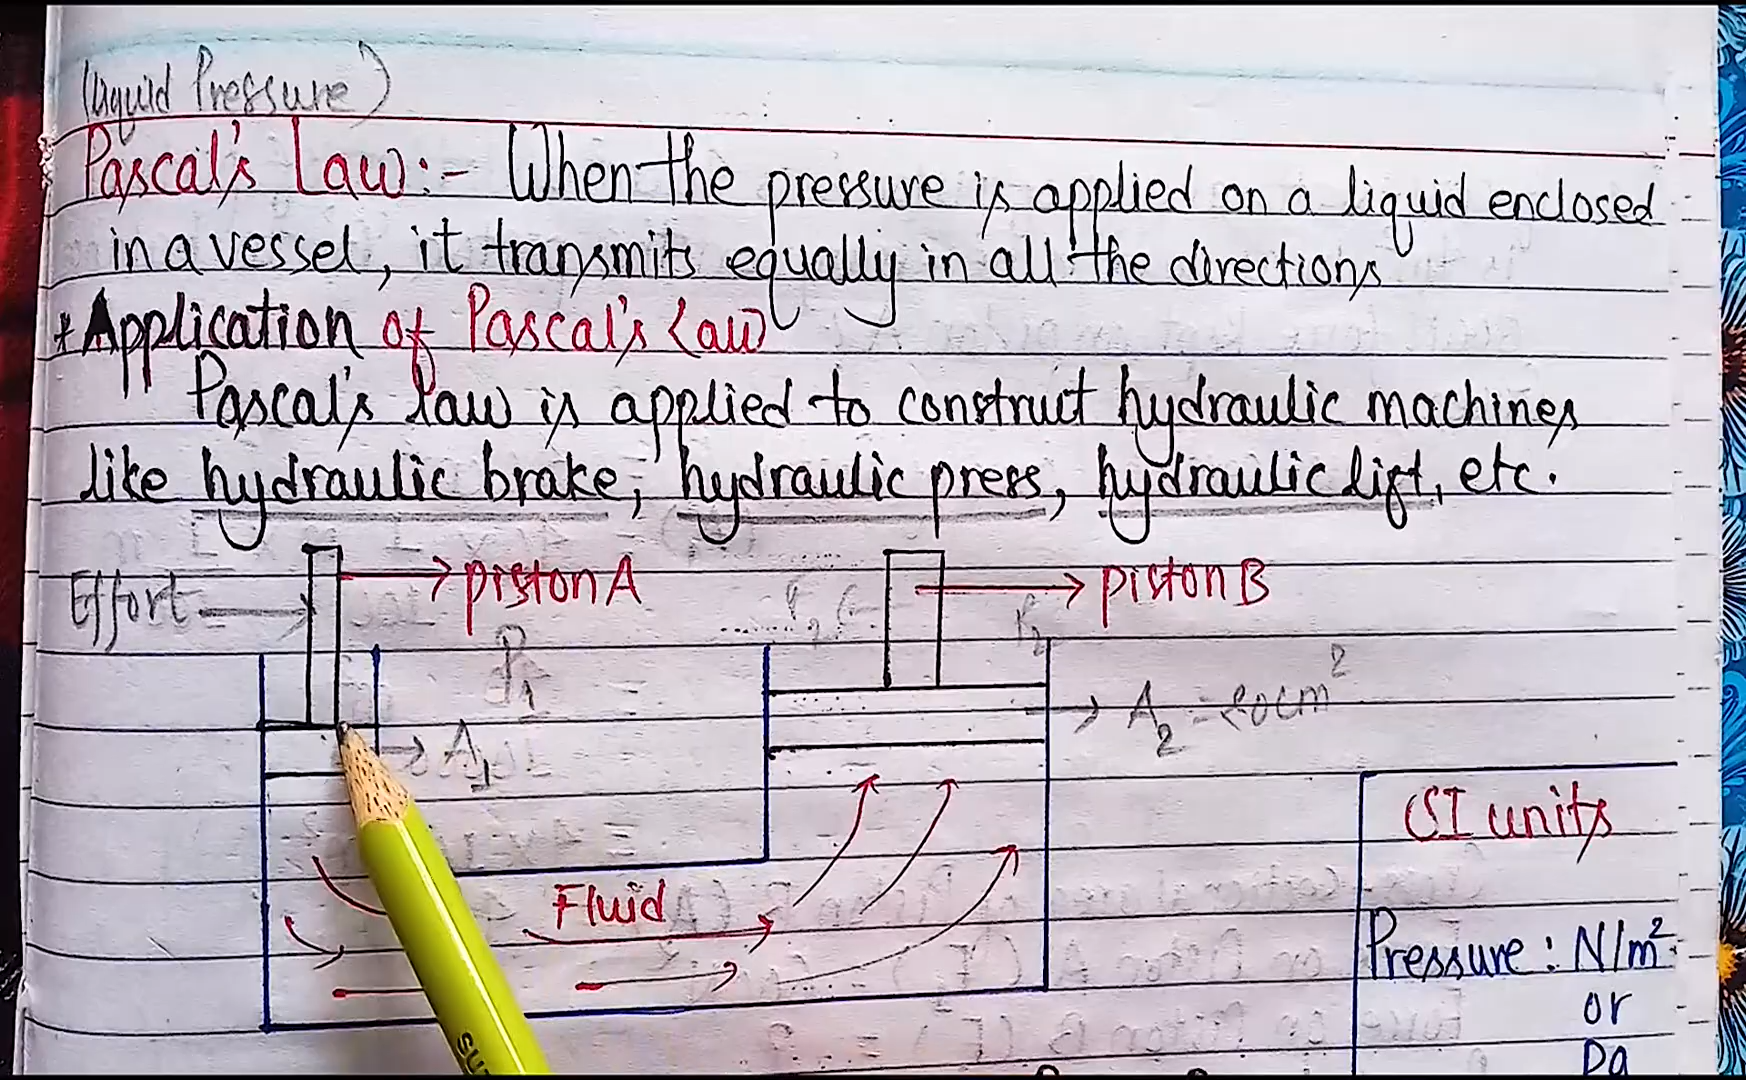 (Liquid Pressure)
Pascal's Law:- When the pressure is applied on a liquid enclosed
in a vessel, it transmits equally in all the directions
*Application of Pascal's Law
Pascal's law is applied to construct hydraulic machines
like hydraulic brake, hydraulic press, hydraulic lift, etc.
Effort
piston A
piston B
P1
F2
A1
A2 = 20cm2
SI units
Fluid
Pressure: N/m2
or
Pa